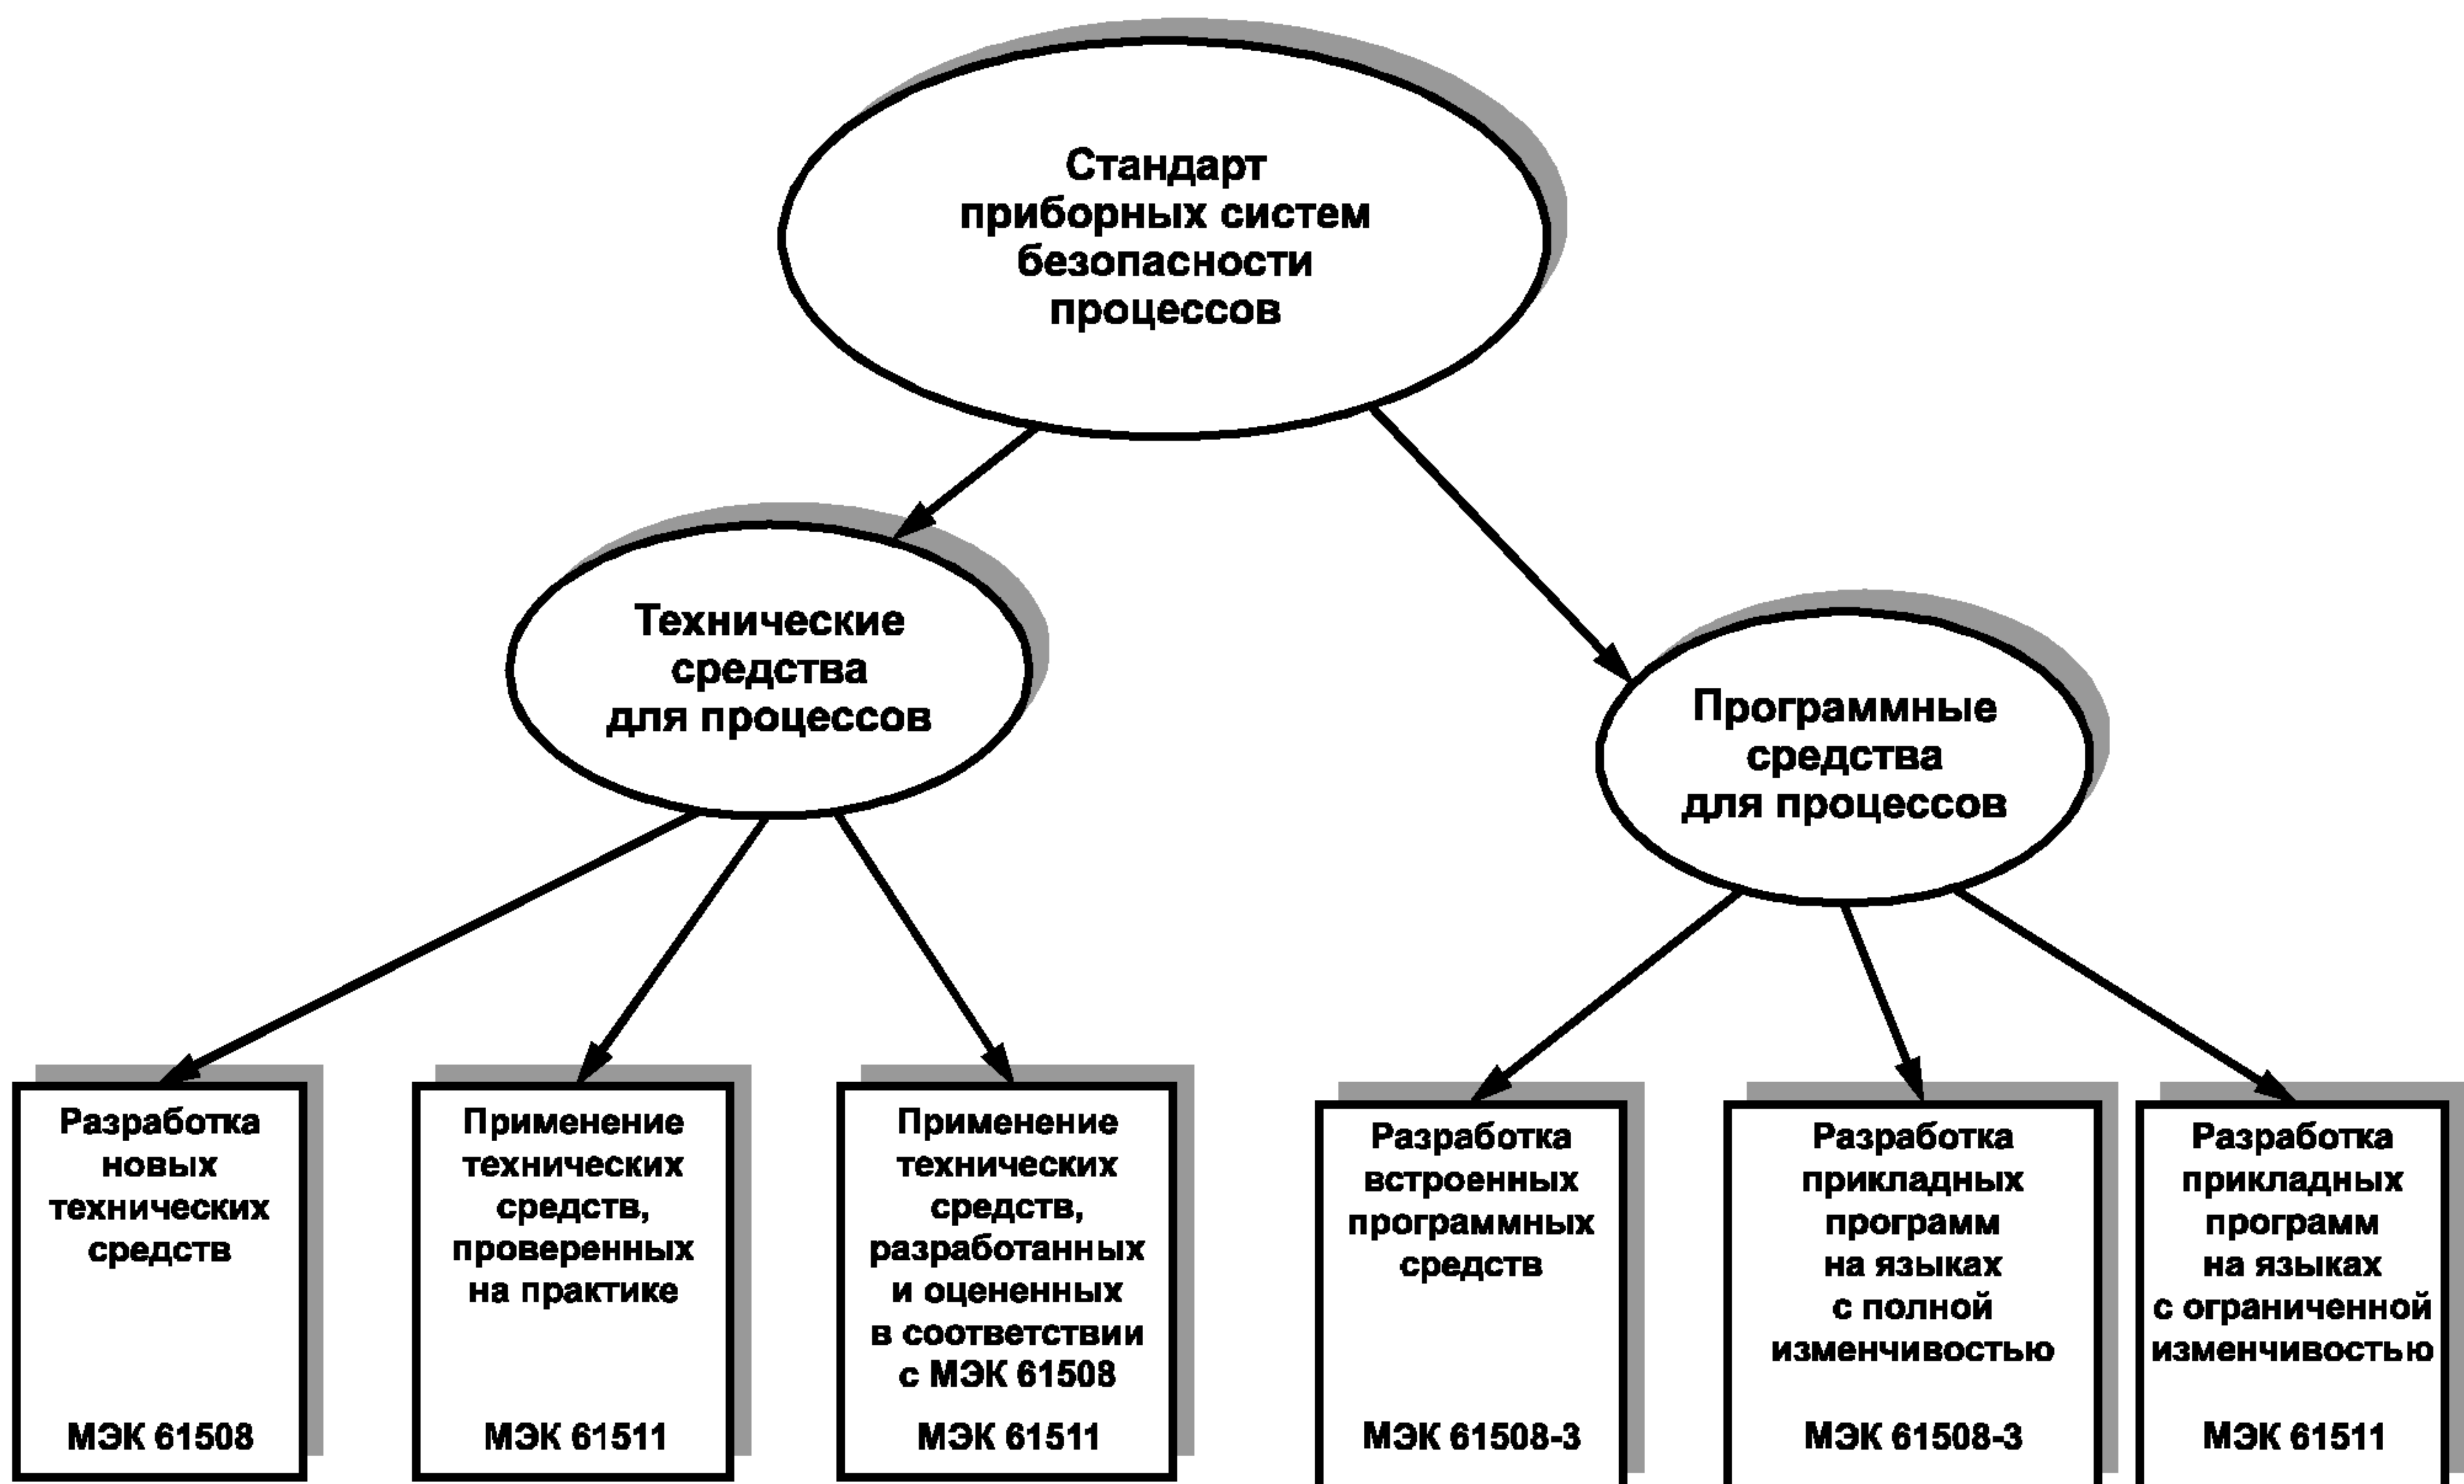 Стандарт
приборных систем
безопасности
процессов
Технические
средства
для процессов
Программные
средства
для процессов
Разработка
новых
технических
средств
МЭК 61508
Применение
технических
средств,
проверенных
на практике
МЭК 61511
Применение
технических
средств,
разработанных
и оцененных
в соответствии
с МЭК 61508
МЭК 61511
Разработка
встроенных
программных
средств
МЭК 61508-3
Разработка
прикладных
программ
на языках
с полной
изменчивостью
МЭК 61508-3
Разработка
прикладных
программ
на языках
с ограниченной
изменчивостью
МЭК 61511